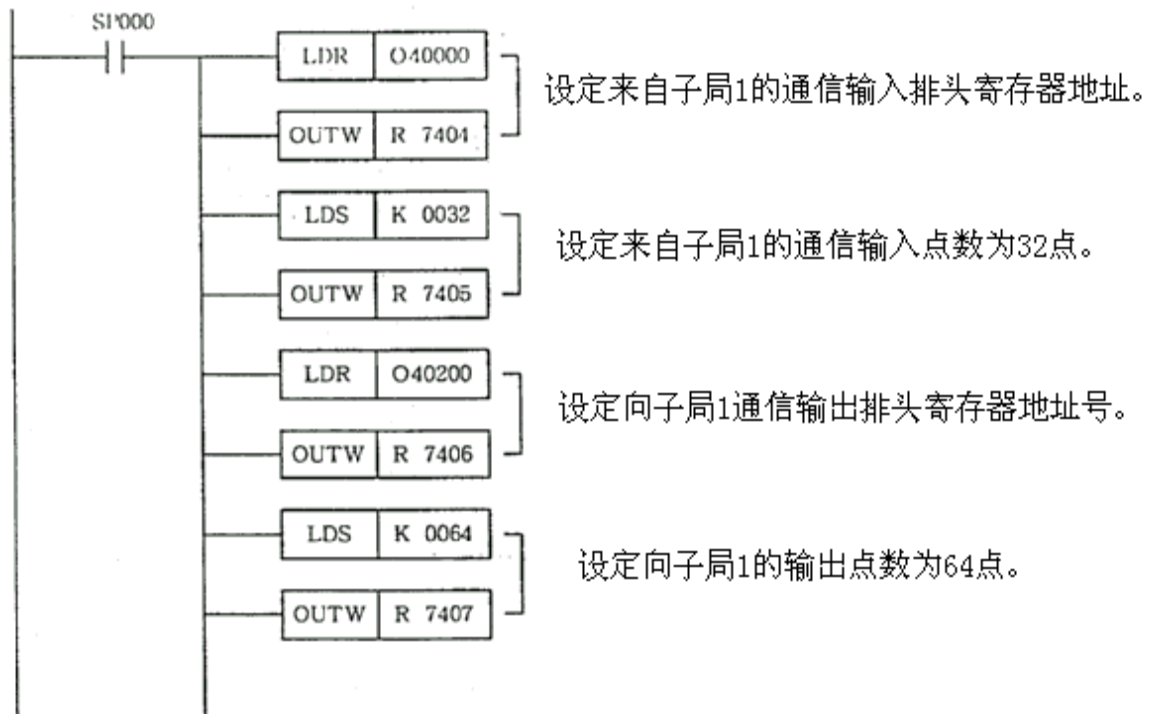 SP000
LDR O40000
设定来自子局1的通信输入排头寄存器地址。
OUTW R 7404
LDS K 0032
设定来自子局1的通信输入点数为32点。
OUTW R 7405
LDR O40200
设定向子局1通信输出排头寄存器地址号。
OUTW R 7406
LDS K 0064
设定向子局1的输出点数为64点。
OUTW R 7407